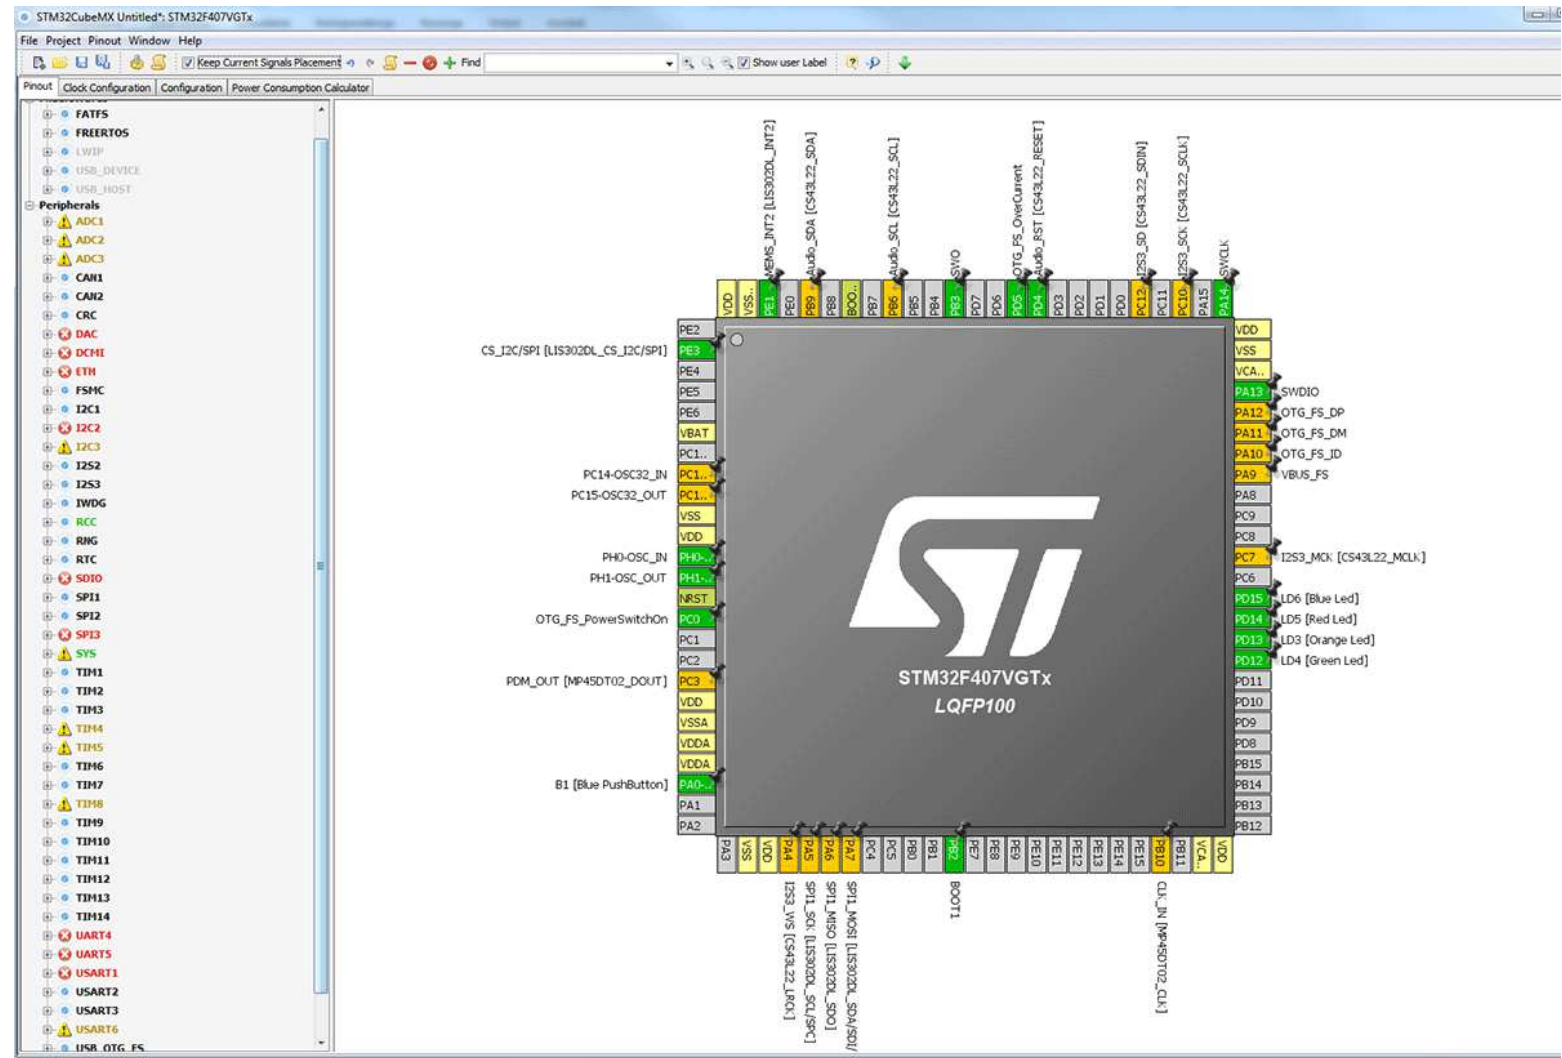 STM32CubeMX Untitled*: STM32F407VGTx
File Project Pinout Window Help
Keep Current Signals Placement Find Show user Label
Pinout Clock Configuration Configuration Power Consumption Calculator
FATFS
FREERTOS
LWIP
USB_DEVICE
USB_HOST
Peripherals
ADC1
ADC2
ADC3
CAN1
CAN2
CRC
DAC
DCMI
ETH
FSMC
I2C1
I2C2
I2C3
I2S2
I2S3
IWDG
RCC
RNG
RTC
SDIO
SPI1
SPI2
SPI3
SYS
TIM1
TIM2
TIM3
TIM4
TIM5
TIM6
TIM7
TIM8
TIM9
TIM10
TIM11
TIM12
TIM13
TIM14
UART4
UART5
USART1
USART2
USART3
USART6
USB_OTG_FS
MEMS_INT2 [LIS302DL_INT2]
Audio_SDA [CS43L22_SDA]
Audio_SCL [CS43L22_SCL]
SWO
OTG_FS_OverCurrent
Audio_RST [CS43L22_RESET]
I2S3_SD [CS43L22_SDIN]
I2S3_SCK [CS43L22_SCLK]
SWCLK
VDD
VSS..
PE1
PE0
PB9
PB8
BOO..
PB7
PB6
PB5
PB4
PB3
PD7
PD6
PD5
PD4
PD3
PD2
PD1
PD0
PC12
PC11
PC10
PA15
PA14
PE2
CS_I2C/SPI [LIS302DL_CS_I2C/SPI] PE3
PE4
PE5
PE6
VBAT
PC1..
PC14-OSC32_IN PC1..
PC15-OSC32_OUT PC1..
VSS
VDD
PH0-OSC_IN PH0-..
PH1-OSC_OUT PH1-..
NRST
OTG_FS_PowerSwitchOn PC0
PC1
PC2
PDM_OUT [MP45DT02_DOUT] PC3
VDD
VSSA
VDDA
VDDA
B1 [Blue PushButton] PA0-..
PA1
PA2
STM32F407VGTx
LQFP100
VDD
VSS
VCA..
PA13 SWDIO
PA12 OTG_FS_DP
PA11 OTG_FS_DM
PA10 OTG_FS_ID
PA9 VBUS_FS
PA8
PC9
PC8
PC7 I2S3_MCK [CS43L22_MCLK]
PC6
PD15 LD6 [Blue Led]
PD14 LD5 [Red Led]
PD13 LD3 [Orange Led]
PD12 LD4 [Green Led]
PD11
PD10
PD9
PD8
PB15
PB14
PB13
PB12
PA3
VSS
VDD
PA4
PA5
PA6
PA7
PC4
PC5
PB0
PB1
PB2
PE7
PE8
PE9
PE10
PE11
PE12
PE13
PE14
PE15
PB10
PB11
VCA..
VDD
I2S3_WS [CS43L22_LRCK]
SPI1_SCK [LIS302DL_SCL/SPC]
SPI1_MISO [LIS302DL_SDO]
SPI1_MOSI [LIS302DL_SDA/SDI/
BOOT1
CLK_IN [MP45DT02_CLK]